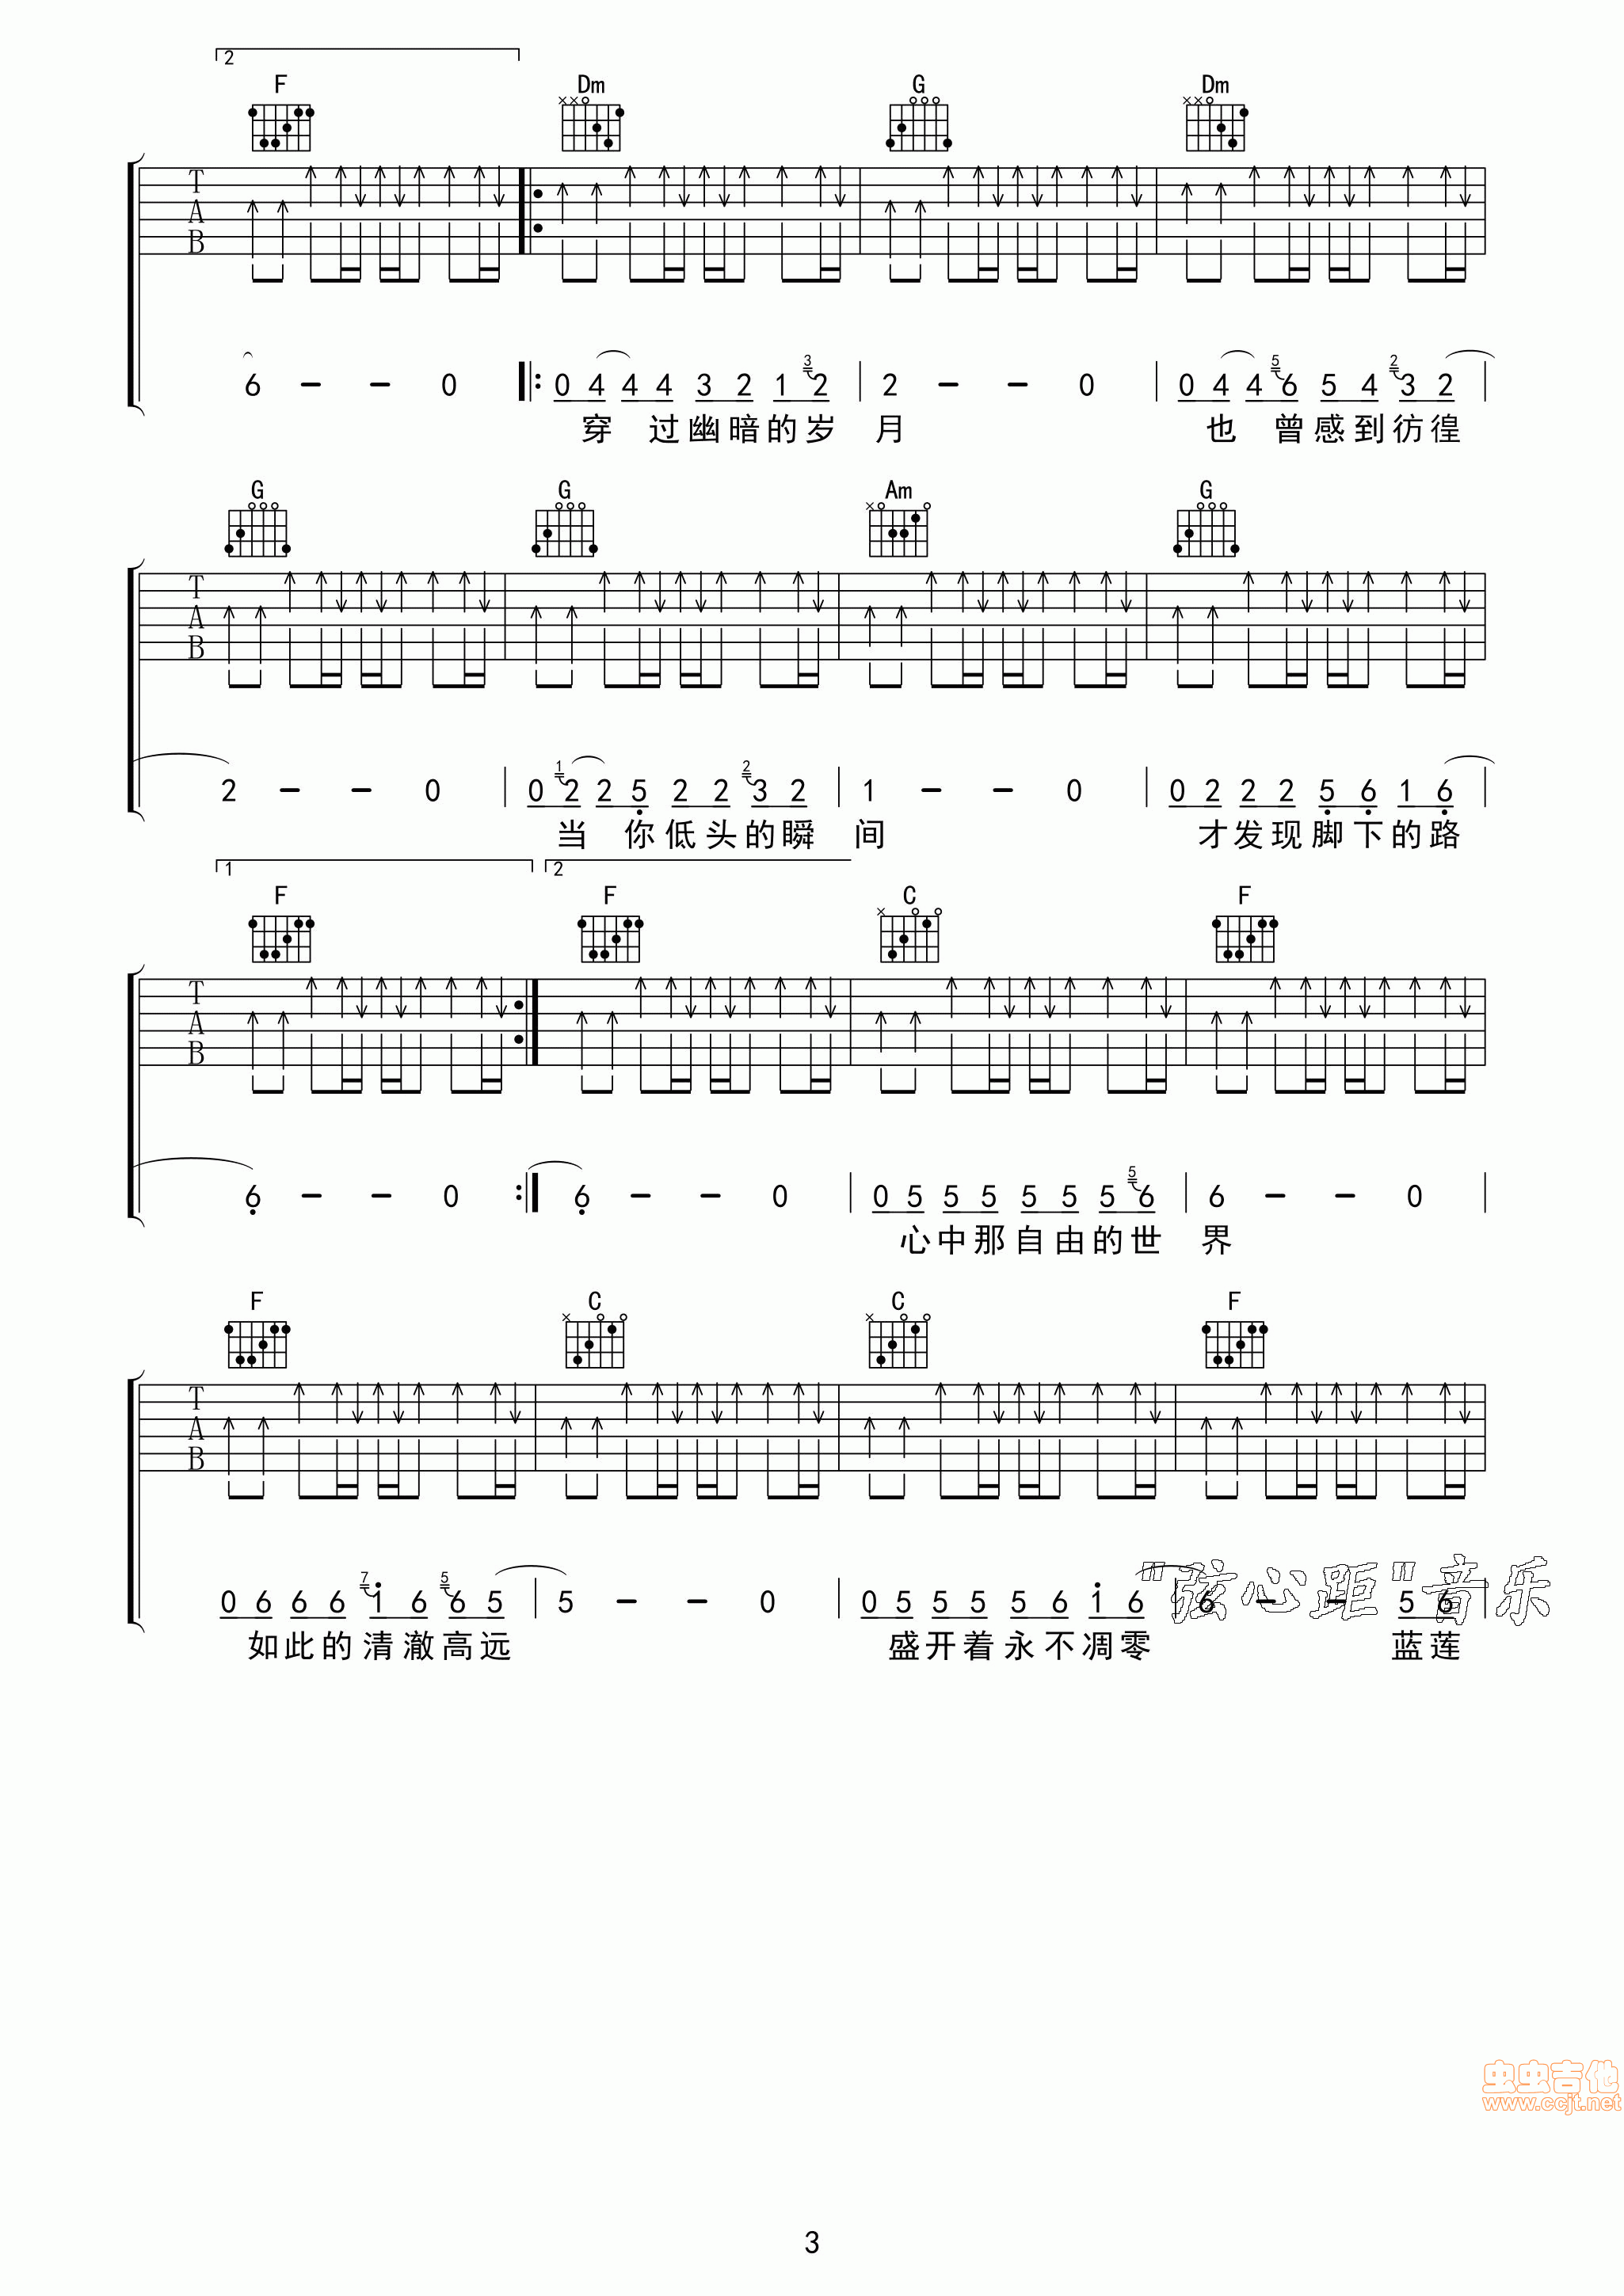 2
F Dm G Dm
T
A
B
6 - - 0 0 4 4 4 3 2 1 3 2 2 - - 0 0 4 4 5 6 5 4 2 3 2
穿 过幽暗的岁 月 也 曾感到彷徨
G G Am G
T
A
B
2 - - 0 0 1 2 2 5 2 2 2 3 2 1 - - 0 0 2 2 2 5 6 1 6
当 你低头的瞬 间 才发现脚下的路
1 2
F F C F
T
A
B
6 - - 0 6 - - 0 0 5 5 5 5 5 5 5 6 6 - - 0
心中那自由的世 界
F C C F
T
A
B
"弦心距"音乐
0 6 6 6 7 1 6 5 6 5 5 - - 0 0 5 5 5 5 6 1 6 6 - - 5 6
如此的清澈高远 盛开着永不凋零 蓝莲
虫虫吉他
www.ccjt.net
3